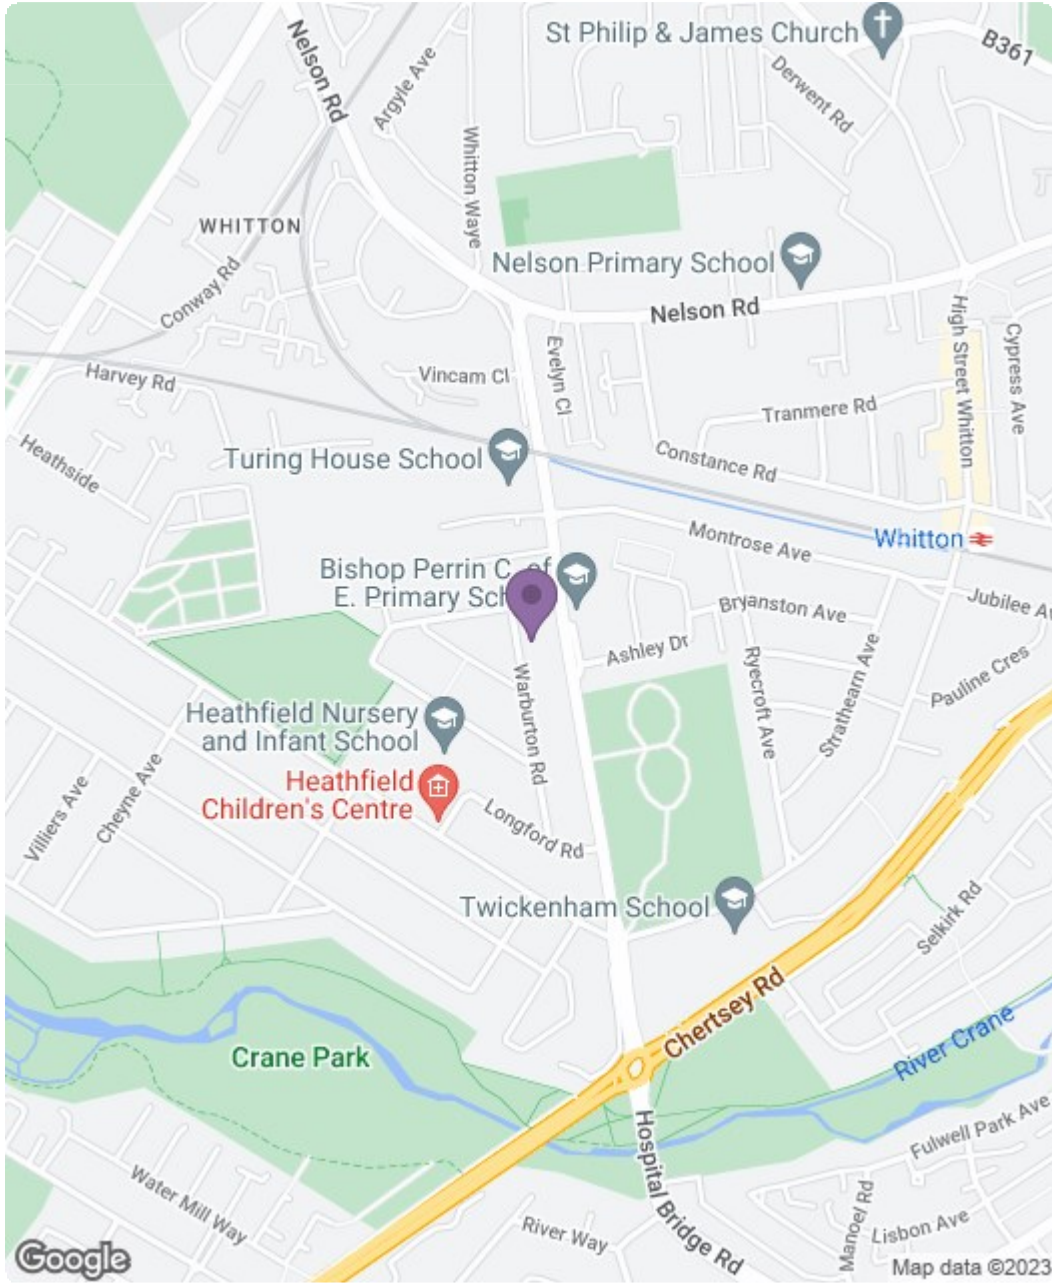 St Philip & James Church
B361
Nelson Rd
Argyle Ave
Derwent Rd
Whitton Waye
WHITTON
Nelson Primary School
Conway Rd
Nelson Rd
High Street Whitton
Cypress Ave
Evelyn Cl
Vincam Cl
Harvey Rd
Tranmere Rd
Heathside
Turing House School
Constance Rd
Montrose Ave
Whitton
Bishop Perrin C. of
E. Primary Sch
Bryanston Ave
Jubilee Av
Ashley Dr
Warburton Rd
Ryecroft Ave
Strathearn Ave
Pauline Cres
Heathfield Nursery
and Infant School
Heathfield
Children's Centre
Villiers Ave
Cheyne Ave
Longford Rd
Twickenham School
Selkirk Rd
Chertsey Rd
River Crane
Crane Park
Hospital Bridge Rd
Fulwell Park Ave
Water Mill Way
River Way
Manoel Rd
Lisbon Ave
Google
Map data ©2023